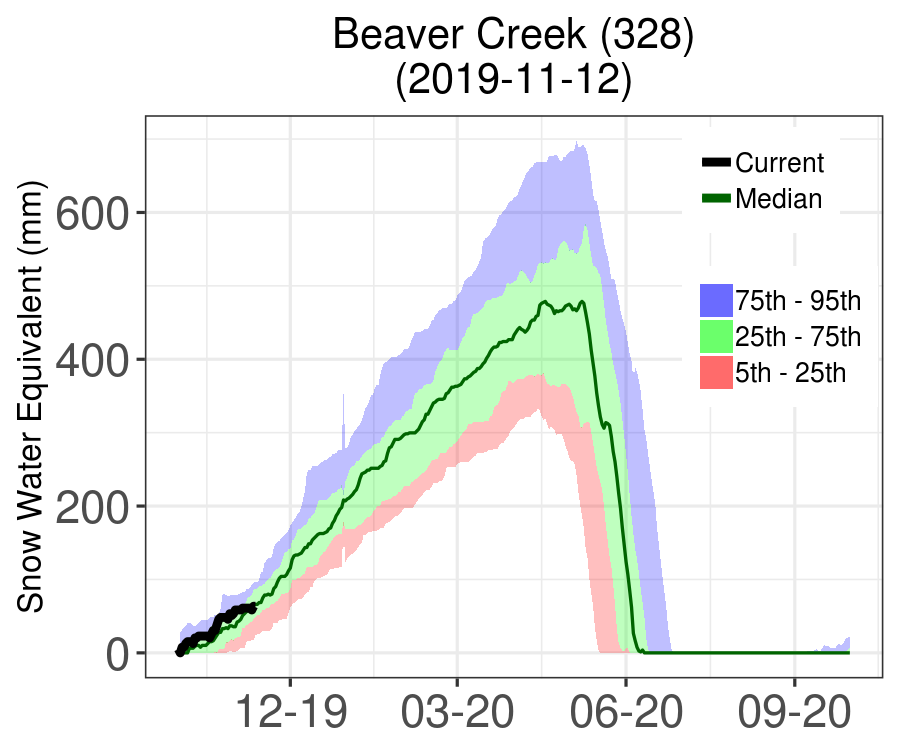 Beaver Creek (328)
(2019-11-12)
Snow Water Equivalent (mm)
600
400
200
0
12-19 03-20 06-20 09-20
Current
Median
75th - 95th
25th - 75th
5th - 25th